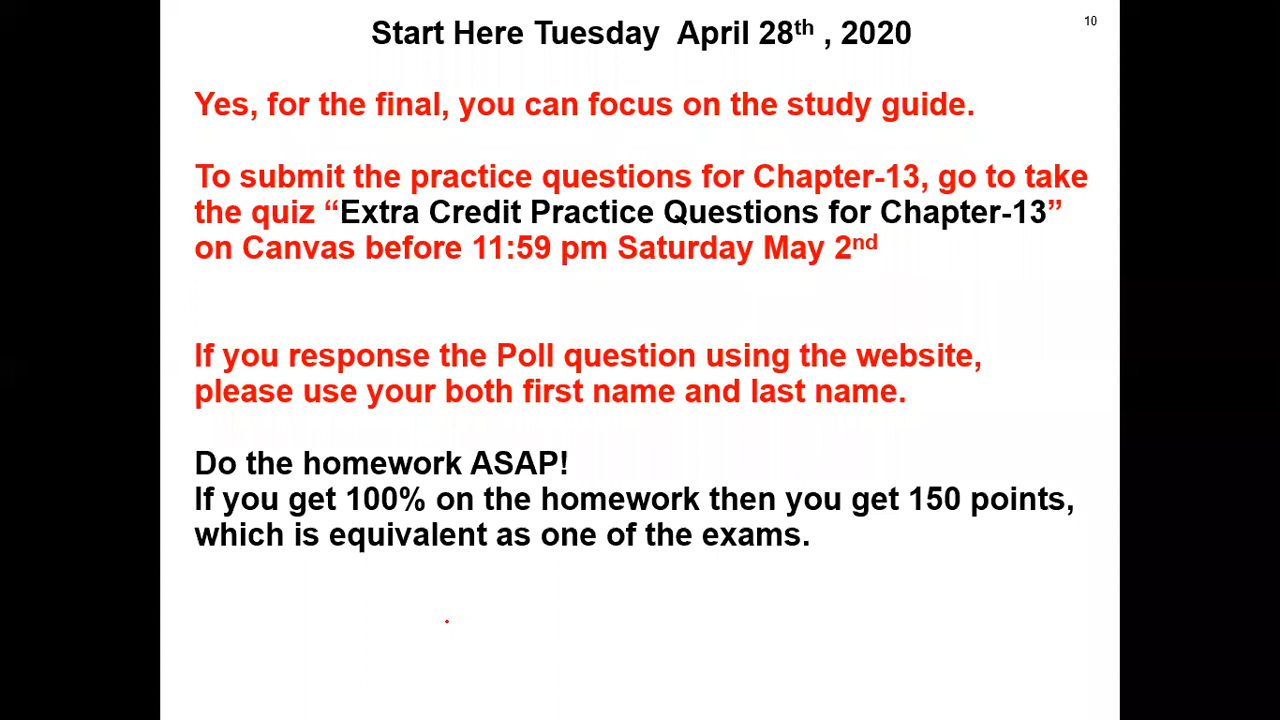 Start Here Tuesday April 28th , 2020
10
Yes, for the final, you can focus on the study guide.
To submit the practice questions for Chapter-13, go to take
the quiz “Extra Credit Practice Questions for Chapter-13”
on Canvas before 11:59 pm Saturday May 2nd
If you response the Poll question using the website,
please use your both first name and last name.
Do the homework ASAP!
If you get 100% on the homework then you get 150 points,
which is equivalent as one of the exams.